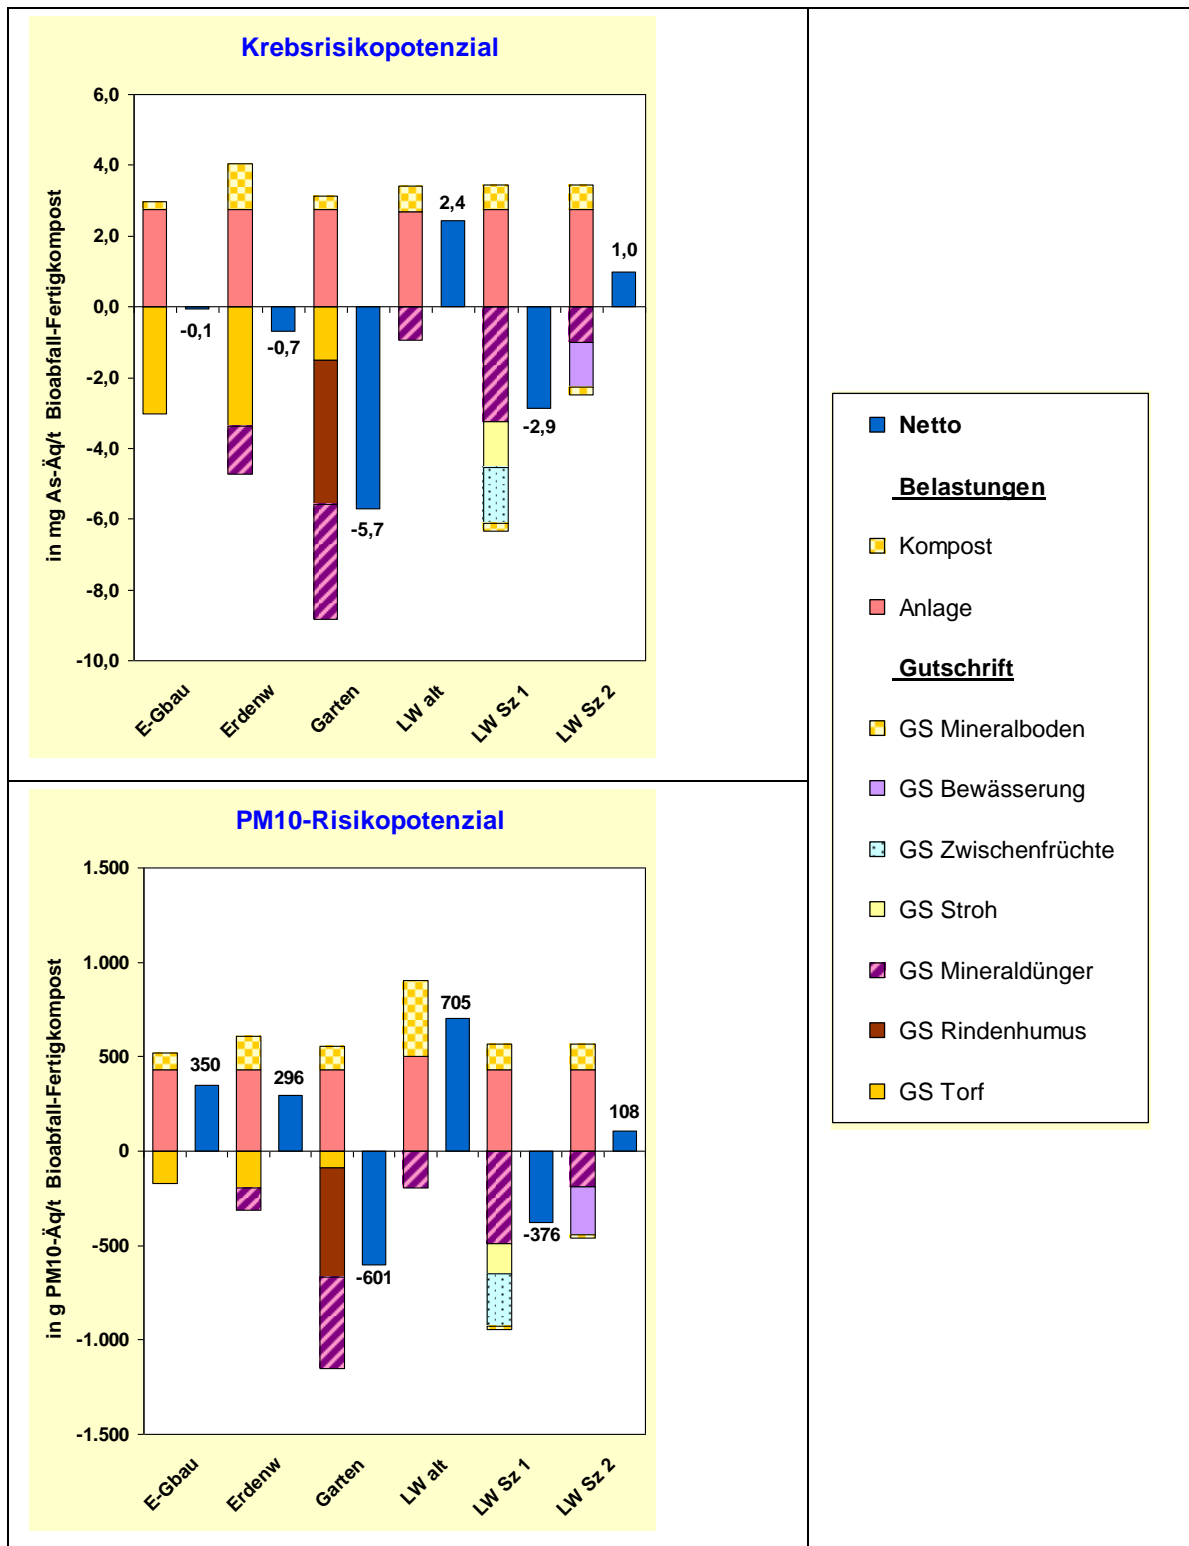 Krebsrisikopotenzial
in mg As-Äq/t Bioabfall-Fertigkompost
6,0
4,0
2,0
0,0
-2,0
-4,0
-6,0
-8,0
-10,0
-0,1
-0,7
-5,7
2,4
-2,9
1,0
E-Gbau
Erdenw
Garten
LW alt
LW Sz 1
LW Sz 2
PM10-Risikopotenzial
in g PM10-Äq/t Bioabfall-Fertigkompost
1.500
1.000
500
0
-500
-1.000
-1.500
350
296
-601
705
-376
108
E-Gbau
Erdenw
Garten
LW alt
LW Sz 1
LW Sz 2
Netto
Belastungen
Kompost
Anlage
Gutschrift
GS Mineralboden
GS Bewässerung
GS Zwischenfrüchte
GS Stroh
GS Mineraldünger
GS Rindenhumus
GS Torf